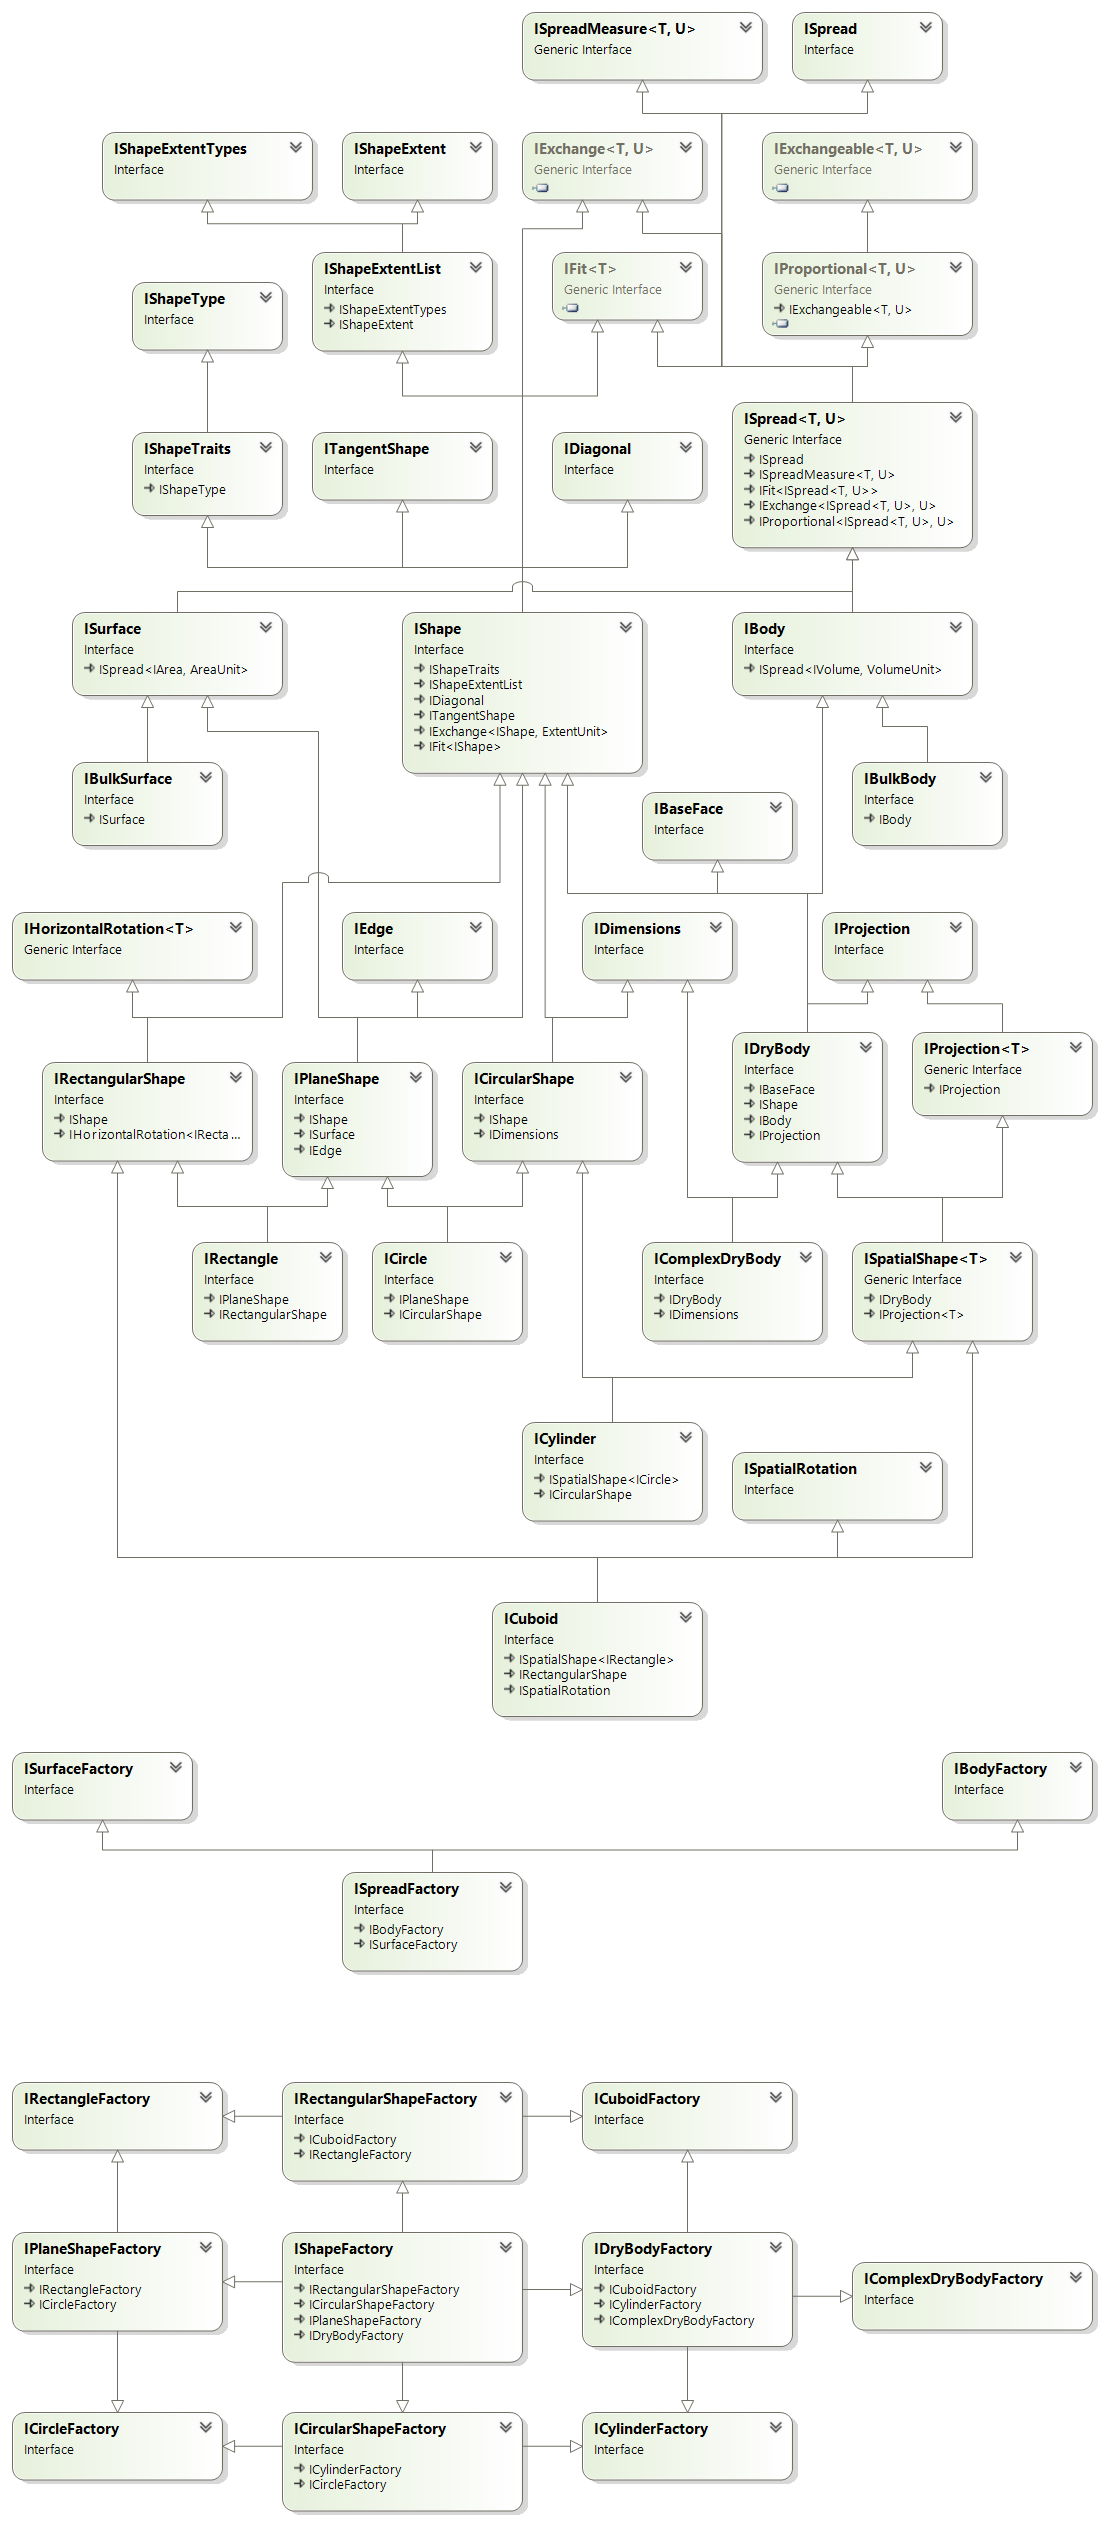 ISpreadMeasure<T, U>
Generic Interface
ISpread
Interface
IShapeExtentTypes
Interface
IShapeExtent
Interface
IExchange<T, U>
Generic Interface
IExchangeable<T, U>
Generic Interface
IShapeExtentList
Interface
IShapeExtentTypes
IShapeExtent
IFit<T>
Generic Interface
IProportional<T, U>
Generic Interface
IExchangeable<T, U>
IShapeType
Interface
ISpread<T, U>
Generic Interface
ISpread
ISpreadMeasure<T, U>
IFit<ISpread<T, U>>
IExchange<ISpread<T, U>, U>
IProportional<ISpread<T, U>, U>
IShapeTraits
Interface
IShapeType
ITangentShape
Interface
IDiagonal
Interface
ISurface
Interface
ISpread<IArea, AreaUnit>
IShape
Interface
IShapeTraits
IShapeExtentList
IDiagonal
ITangentShape
IExchange<IShape, ExtentUnit>
IFit<IShape>
IBody
Interface
ISpread<IVolume, VolumeUnit>
IBulkSurface
Interface
ISurface
IBaseFace
Interface
IBulkBody
Interface
IBody
IHorizontalRotation<T>
Generic Interface
IEdge
Interface
IDimensions
Interface
IProjection
Interface
IDryBody
Interface
IBaseFace
IShape
IBody
IProjection
IProjection<T>
Generic Interface
IProjection
IRectangularShape
Interface
IShape
IHorizontalRotation<IRecta...
IPlaneShape
Interface
IShape
ISurface
IEdge
ICircularShape
Interface
IShape
IDimensions
IRectangle
Interface
IPlaneShape
IRectangularShape
ICircle
Interface
IPlaneShape
ICircularShape
IComplexDryBody
Interface
IDryBody
IDimensions
ISpatialShape<T>
Generic Interface
IDryBody
IProjection<T>
ICylinder
Interface
ISpatialShape<ICircle>
ICircularShape
ISpatialRotation
Interface
ICuboid
Interface
ISpatialShape<IRectangle>
IRectangularShape
ISpatialRotation
ISurfaceFactory
Interface
IBodyFactory
Interface
ISpreadFactory
Interface
IBodyFactory
ISurfaceFactory
IRectangleFactory
Interface
IRectangularShapeFactory
Interface
ICuboidFactory
IRectangleFactory
ICuboidFactory
Interface
IPlaneShapeFactory
Interface
IRectangleFactory
ICircleFactory
IShapeFactory
Interface
IRectangularShapeFactory
ICircularShapeFactory
IPlaneShapeFactory
IDryBodyFactory
IDryBodyFactory
Interface
ICuboidFactory
ICylinderFactory
IComplexDryBodyFactory
IComplexDryBodyFactory
Interface
ICircleFactory
Interface
ICircularShapeFactory
Interface
ICylinderFactory
ICircleFactory
ICylinderFactory
Interface